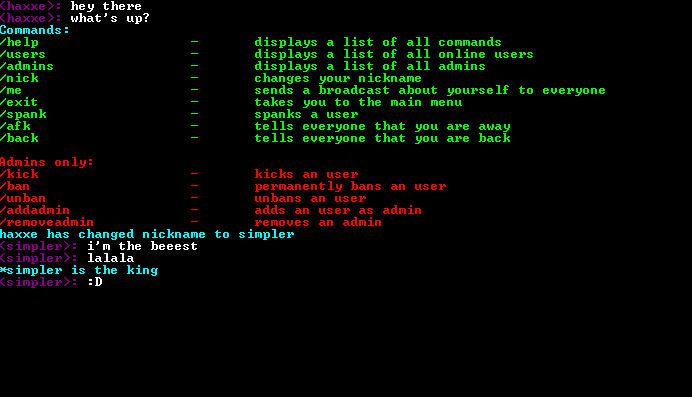 <haxxe>: hey there
<haxxe>: what's up?
Commands:
/help - displays a list of all commands
/users - displays a list of all online users
/admins - displays a list of all admins
/nick - changes your nickname
/me - sends a broadcast about yourself to everyone
/exit - takes you to the main menu
/spank - spanks a user
/afk - tells everyone that you are away
/back - tells everyone that you are back
Admins only:
/kick - kicks an user
/ban - permanently bans an user
/unban - unbans an user
/addadmin - adds an user as admin
/removeadmin - removes an admin
haxxe has changed nickname to simpler
<simpler>: i'm the beeest
<simpler>: lalala
*simpler is the king
<simpler>: :D